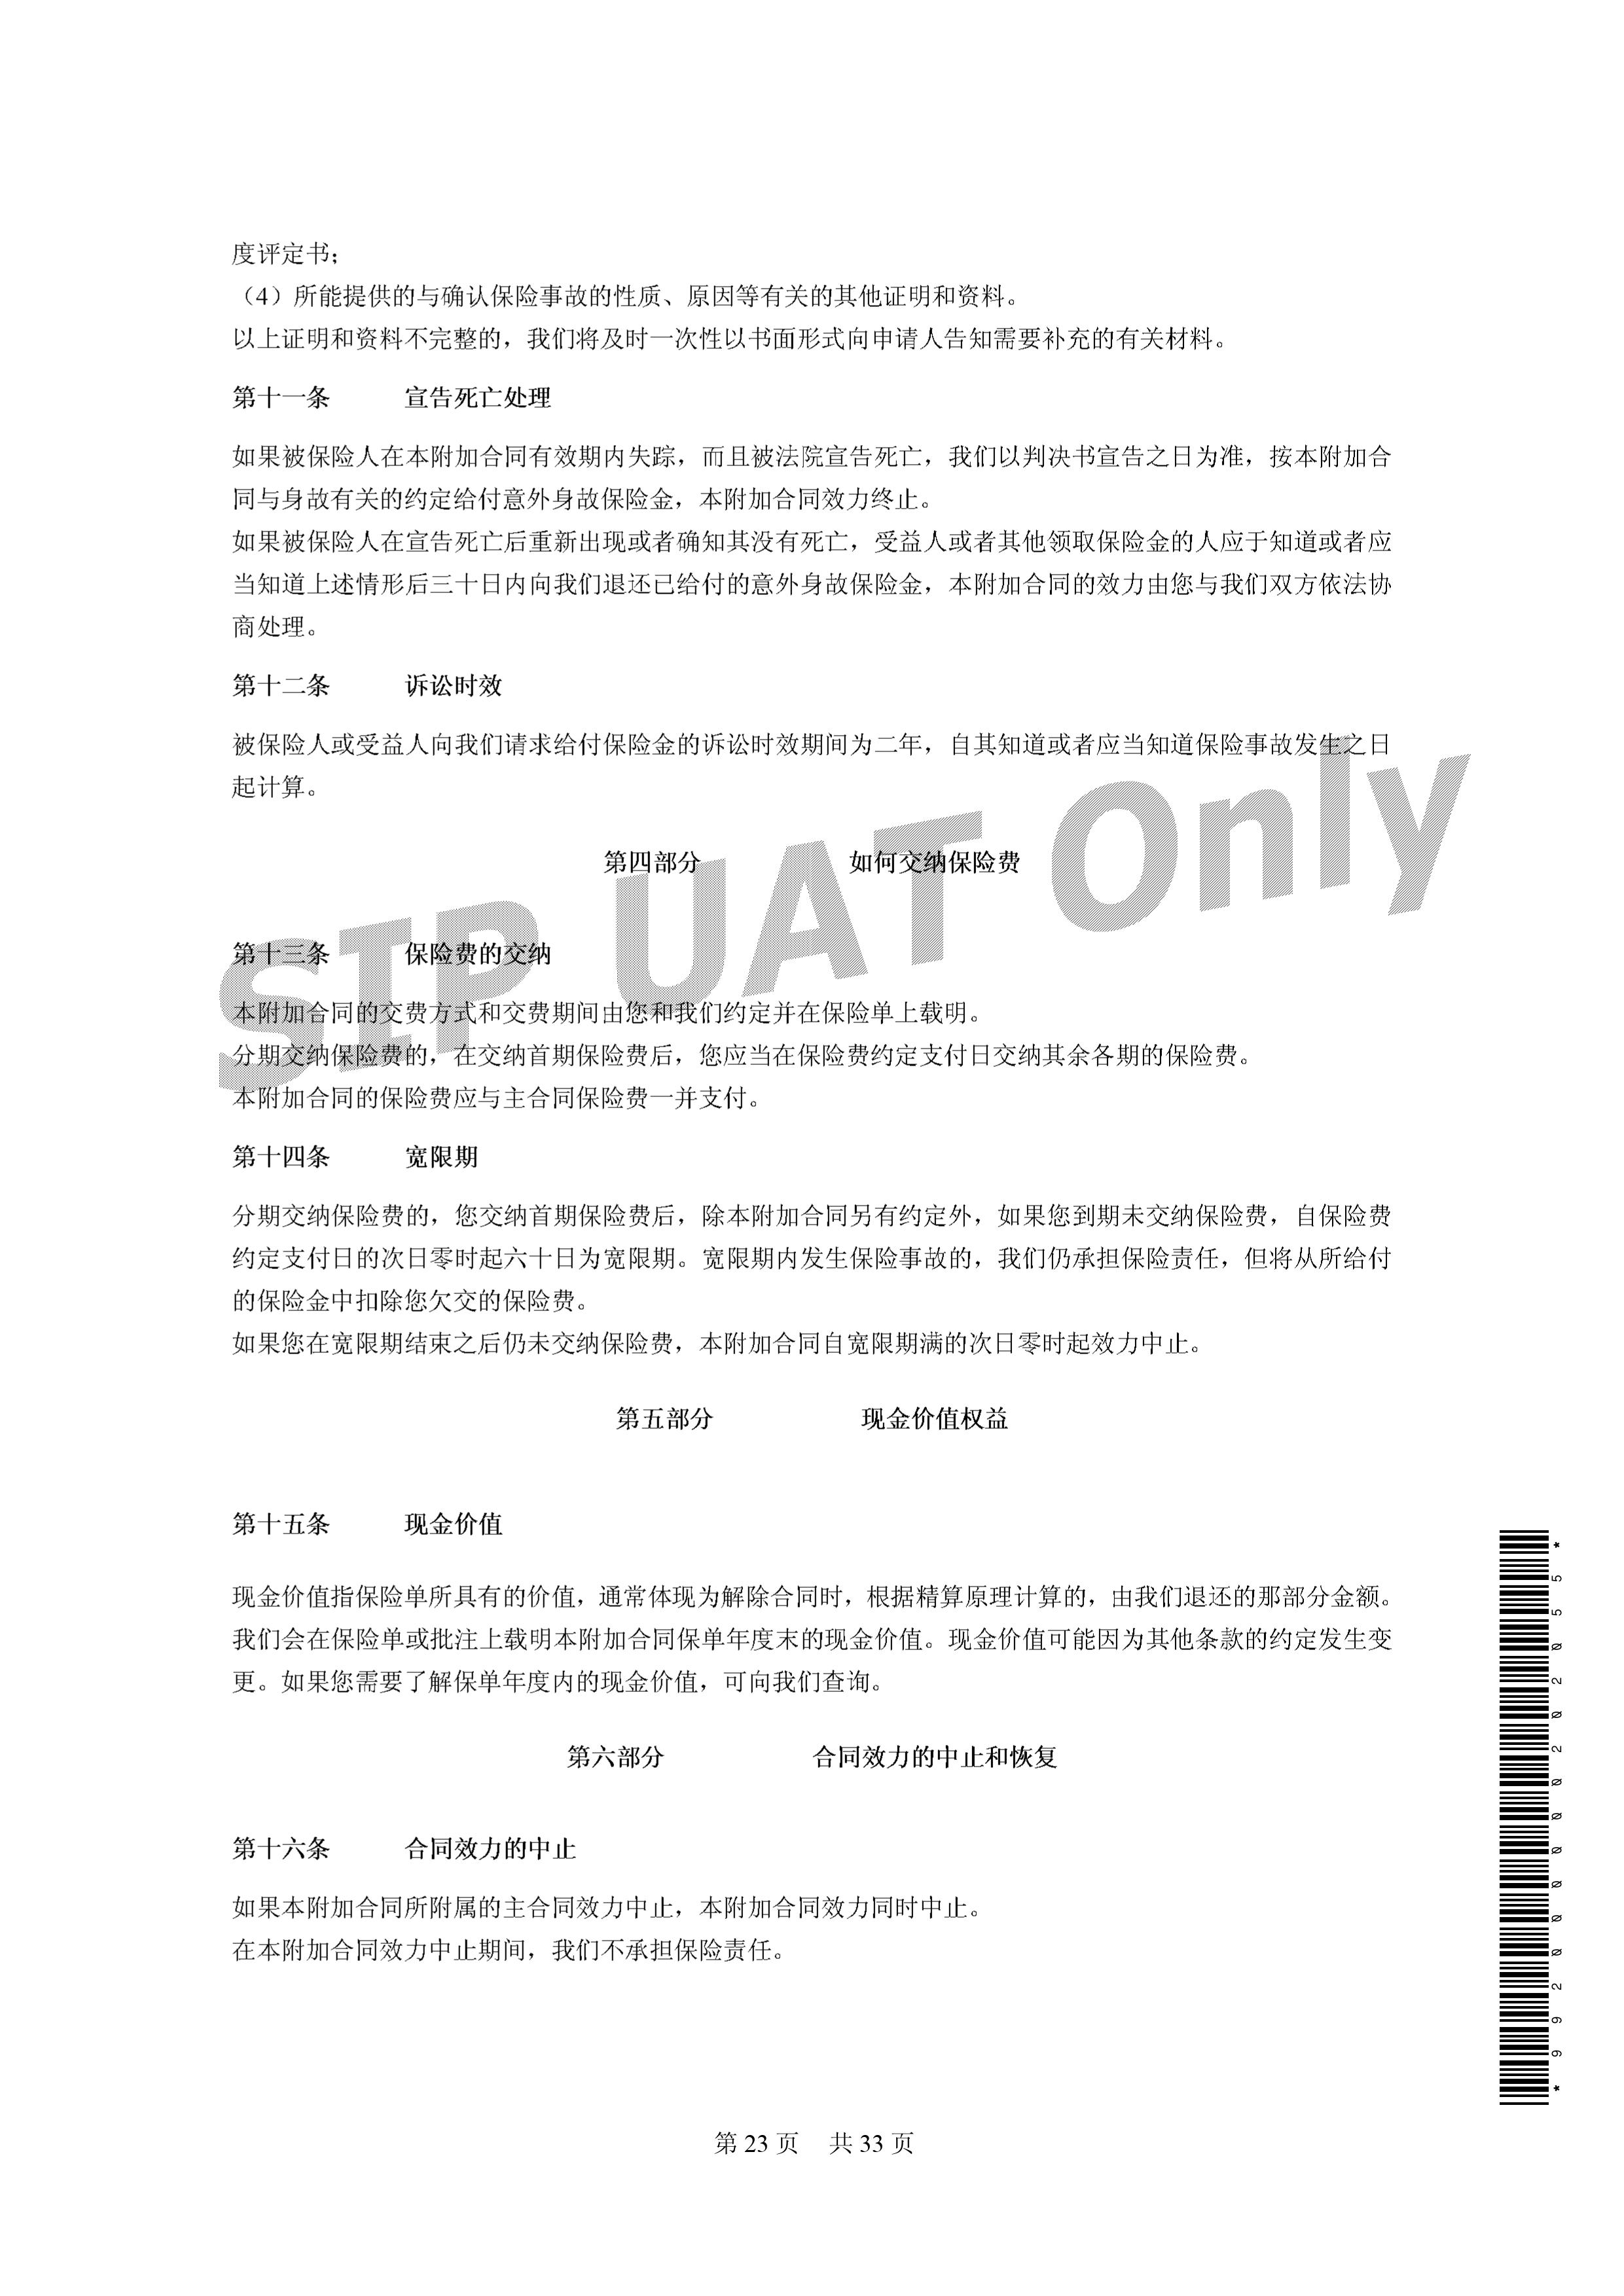 度评定书；
（4）所能提供的与确认保险事故的性质、原因等有关的其他证明和资料。
以上证明和资料不完整的，我们将及时一次性以书面形式向申请人告知需要补充的有关材料。
第十一条 宣告死亡处理
如果被保险人在本附加合同有效期内失踪，而且被法院宣告死亡，我们以判决书宣告之日为准，按本附加合
同与身故有关的约定给付意外身故保险金，本附加合同效力终止。
如果被保险人在宣告死亡后重新出现或者确知其没有死亡，受益人或者其他领取保险金的人应于知道或者应
当知道上述情形后三十日内向我们退还已给付的意外身故保险金，本附加合同的效力由您与我们双方依法协
商处理。
第十二条 诉讼时效
被保险人或受益人向我们请求给付保险金的诉讼时效期间为二年，自其知道或者应当知道保险事故发生之日
起计算。
第四部分 如何交纳保险费
SIP UAT Only
第十三条 保险费的交纳
本附加合同的交费方式和交费期间由您和我们约定并在保险单上载明。
分期交纳保险费的，在交纳首期保险费后，您应当在保险费约定支付日交纳其余各期的保险费。
本附加合同的保险费应与主合同保险费一并支付。
第十四条 宽限期
分期交纳保险费的，您交纳首期保险费后，除本附加合同另有约定外，如果您到期未交纳保险费，自保险费
约定支付日的次日零时起六十日为宽限期。宽限期内发生保险事故的，我们仍承担保险责任，但将从所给付
的保险金中扣除您欠交的保险费。
如果您在宽限期结束之后仍未交纳保险费，本附加合同自宽限期满的次日零时起效力中止。
第五部分 现金价值权益
第十五条 现金价值
现金价值指保险单所具有的价值，通常体现为解除合同时，根据精算原理计算的，由我们退还的那部分金额。
我们会在保险单或批注上载明本附加合同保单年度末的现金价值。现金价值可能因为其他条款的约定发生变
更。如果您需要了解保单年度内的现金价值，可向我们查询。
第六部分 合同效力的中止和恢复
第十六条 合同效力的中止
如果本附加合同所附属的主合同效力中止，本附加合同效力同时中止。
在本附加合同效力中止期间，我们不承担保险责任。
*992000000202055*
第 23 页 共 33 页